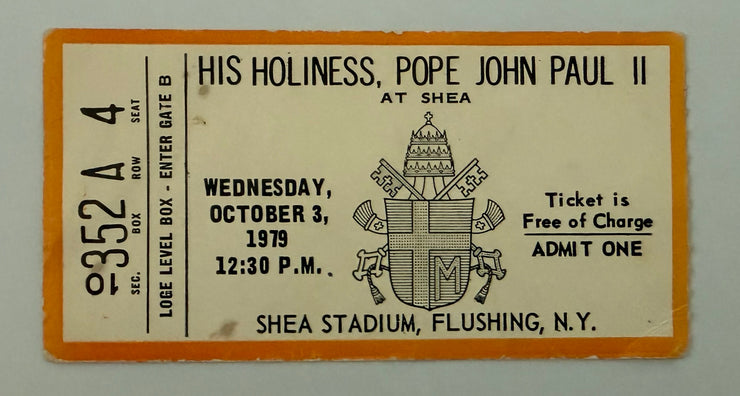 352 A 4
SEC. BOX ROW SEAT
LOGE LEVEL BOX - ENTER GATE B
HIS HOLINESS, POPE JOHN PAUL II
AT SHEA
WEDNESDAY,
OCTOBER 3,
1979
12:30 P.M.
M
Ticket is
Free of Charge
ADMIT ONE
SHEA STADIUM, FLUSHING, N.Y.